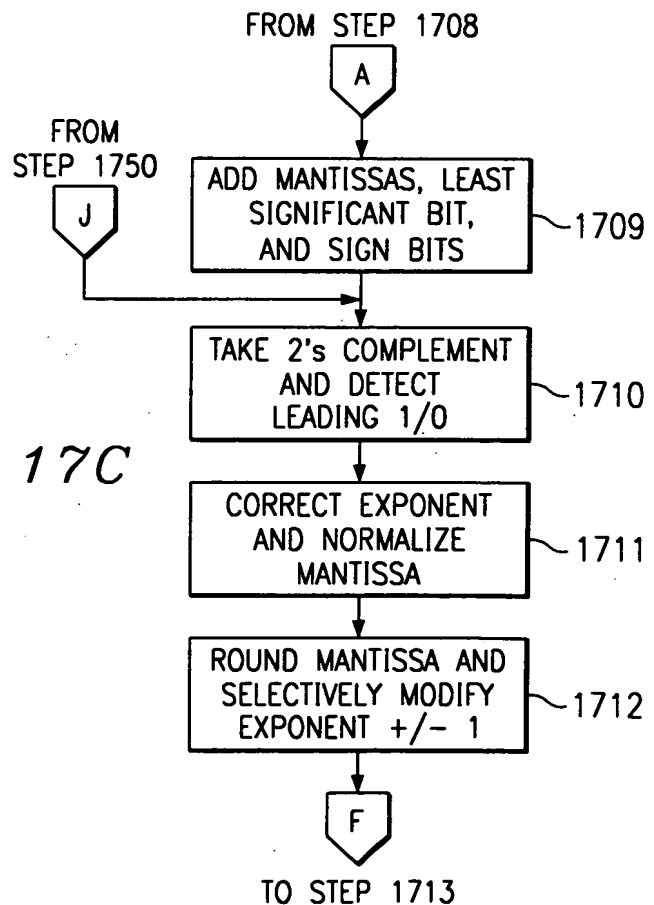 FROM STEP 1708
A
FROM
STEP 1750
J
ADD MANTISSAS, LEAST
SIGNIFICANT BIT,
AND SIGN BITS
1709
TAKE 2's COMPLEMENT
AND DETECT
LEADING 1/0
1710
17C
CORRECT EXPONENT
AND NORMALIZE
MANTISSA
1711
ROUND MANTISSA AND
SELECTIVELY MODIFY
EXPONENT +/- 1
1712
F
TO STEP 1713